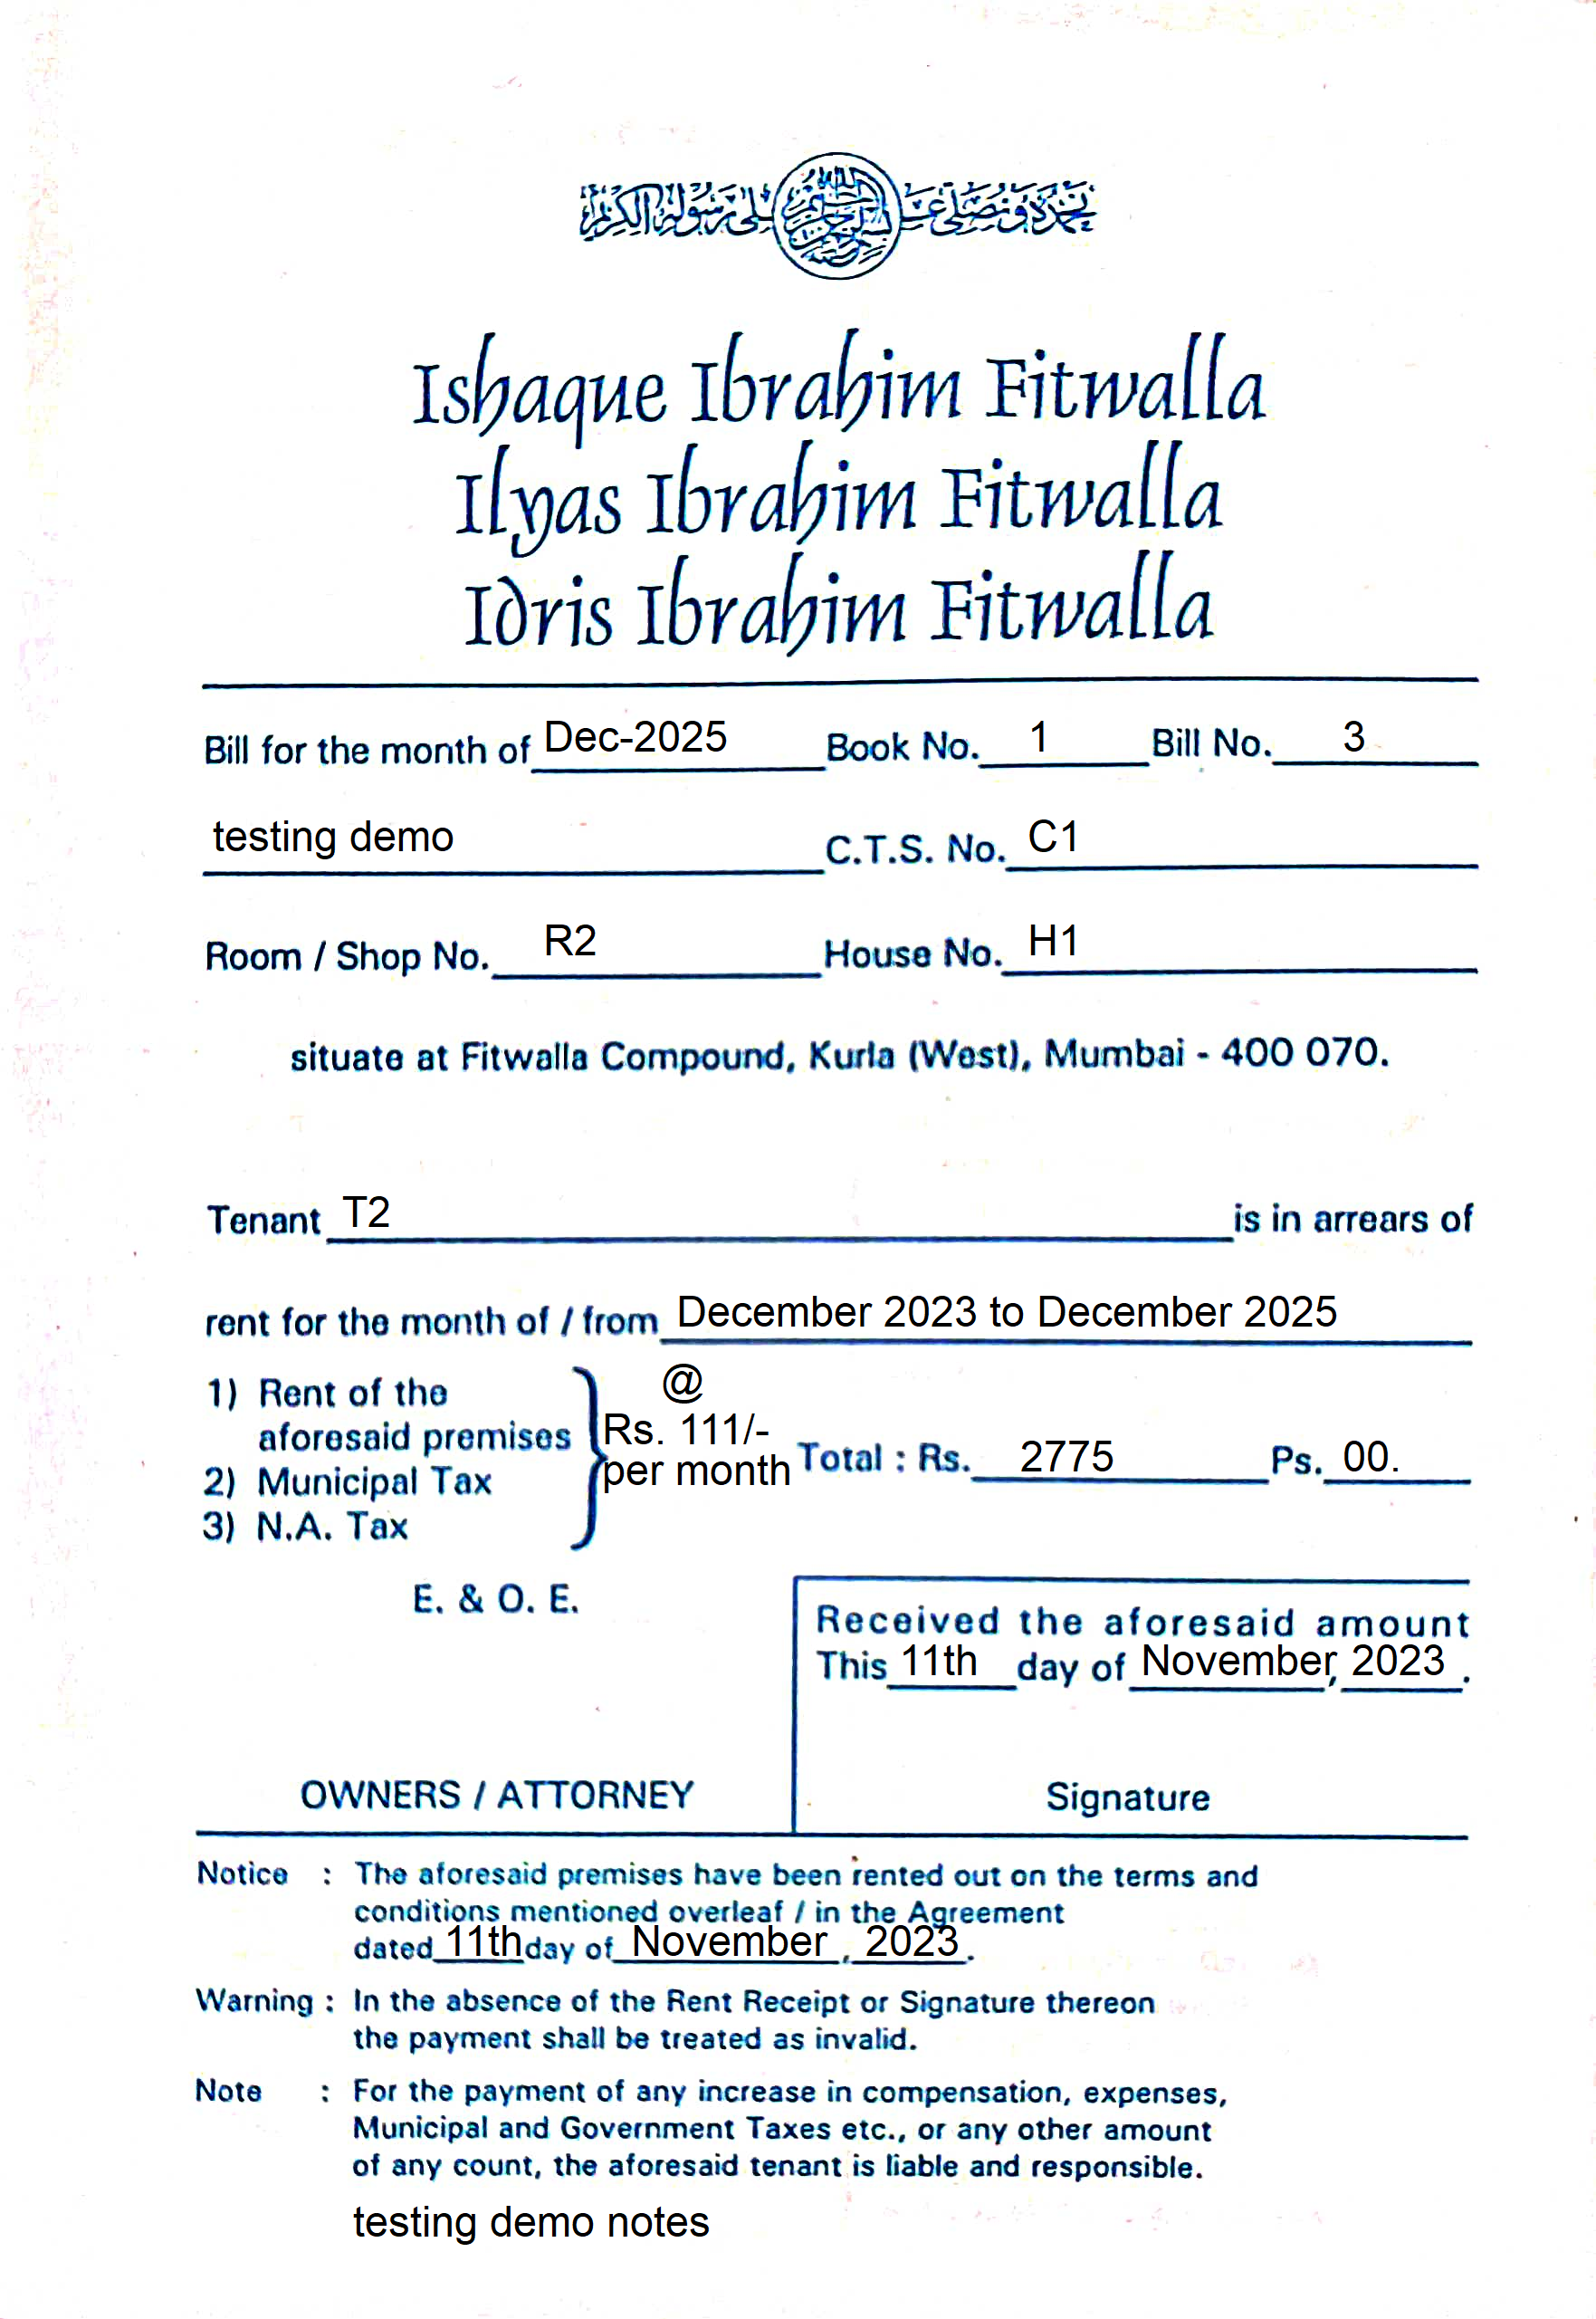 نحمده ونصلي على رسوله الكريم
Ishaque Ibrahim Fitwalla
Ilyas Ibrahim Fitwalla
Idris Ibrahim Fitwalla
Bill for the month of Dec-2025 Book No. 1 Bill No. 3
testing demo C.T.S. No. C1
Room / Shop No. R2 House No. H1
situate at Fitwalla Compound, Kurla (West), Mumbai - 400 070.
Tenant T2 is in arrears of
rent for the month of / from December 2023 to December 2025
1) Rent of the
aforesaid premises
2) Municipal Tax
3) N.A. Tax
@
Rs. 111/-
per month
Total : Rs. 2775 Ps. 00.
E. & O. E.
Received the aforesaid amount
This 11th day of November, 2023.
OWNERS / ATTORNEY
Signature
Notice : The aforesaid premises have been rented out on the terms and
conditions mentioned overleaf / in the Agreement
dated 11th day of November, 2023.
Warning : In the absence of the Rent Receipt or Signature thereon
the payment shall be treated as invalid.
Note : For the payment of any increase in compensation, expenses,
Municipal and Government Taxes etc., or any other amount
of any count, the aforesaid tenant is liable and responsible.
testing demo notes